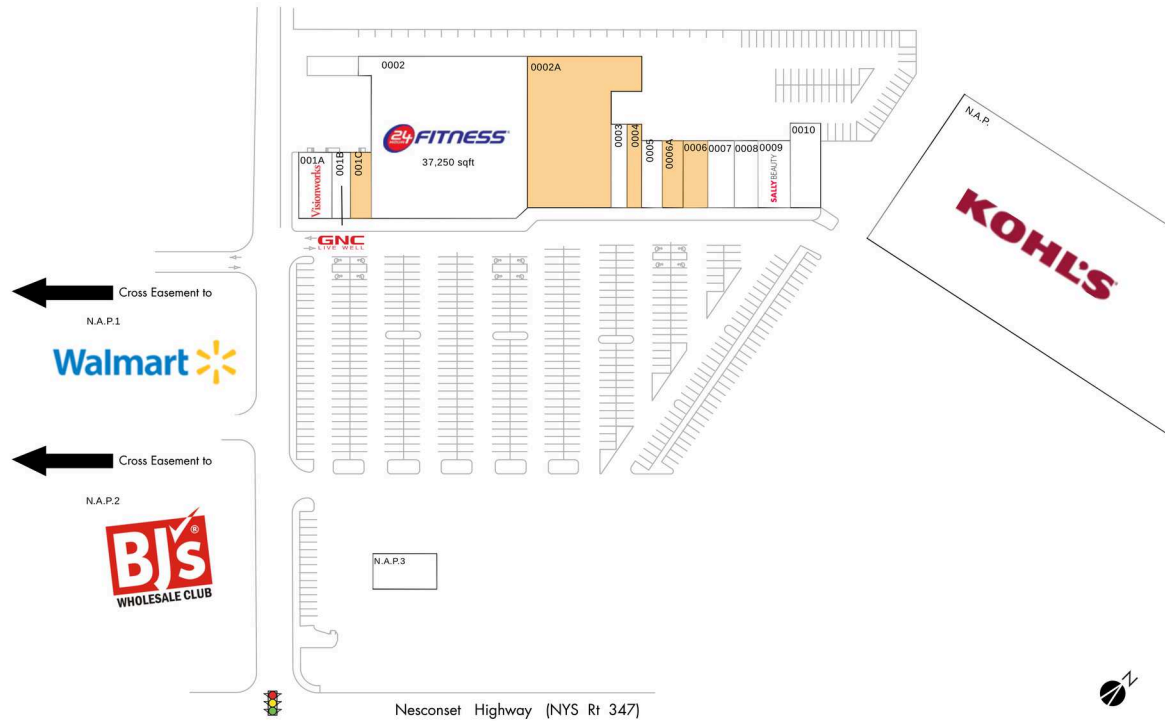 0002
0002A
24
FITNESS
37,250 sqft
001A
Visionworks
001B
001C
GNC
LIVE WELL
0003
0004
0005
0006A
0006
0007
0008
0009
SALLY BEAUTY
0010
N.A.P.
KOHL'S
Cross Easement to
N.A.P.1
Walmart
Cross Easement to
N.A.P.2
BJ's®
WHOLESALE CLUB
N.A.P.3
Nesconset Highway (NYS Rt 347)
N